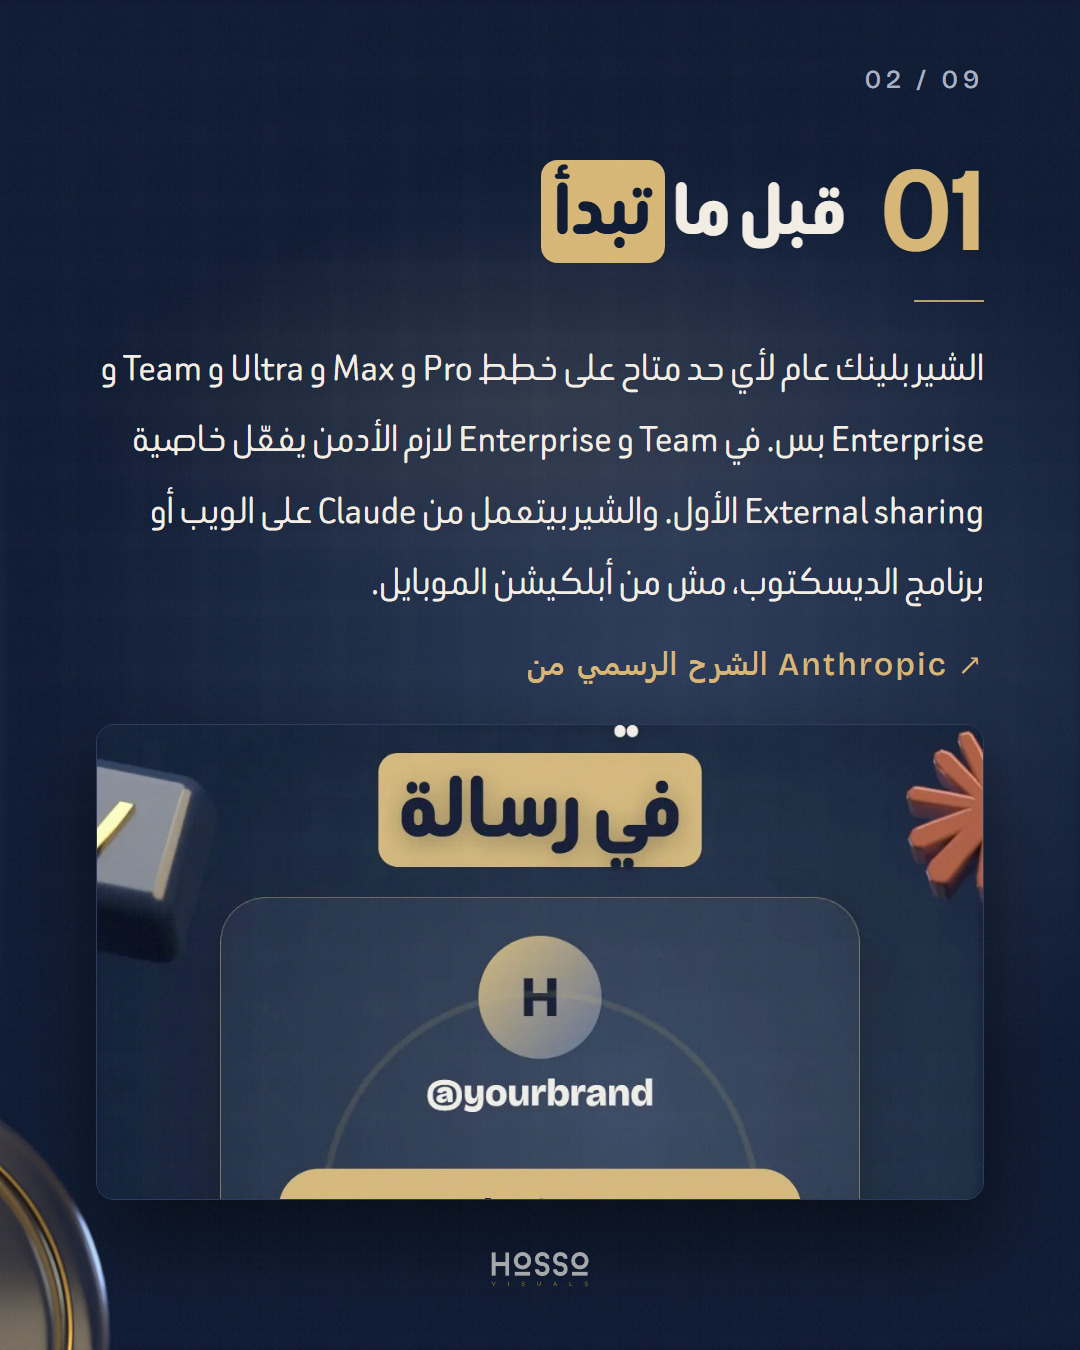 02 / 09
01 قبل ما تبدأ
الشير بلينك عام لأي حد متاح على خطط Pro و Max و Ultra و Team و
Enterprise بس. في Team و Enterprise لازم الأدمن يفعّل خاصية
External sharing الأول. والشير بيتعمل من Claude على الويب أو
برنامج الديسكتوب، مش من أبلكيشن الموبايل.
↗ Anthropic الشرح الرسمي من
في رسالة
H
@yourbrand
HOSSO
VISUALS